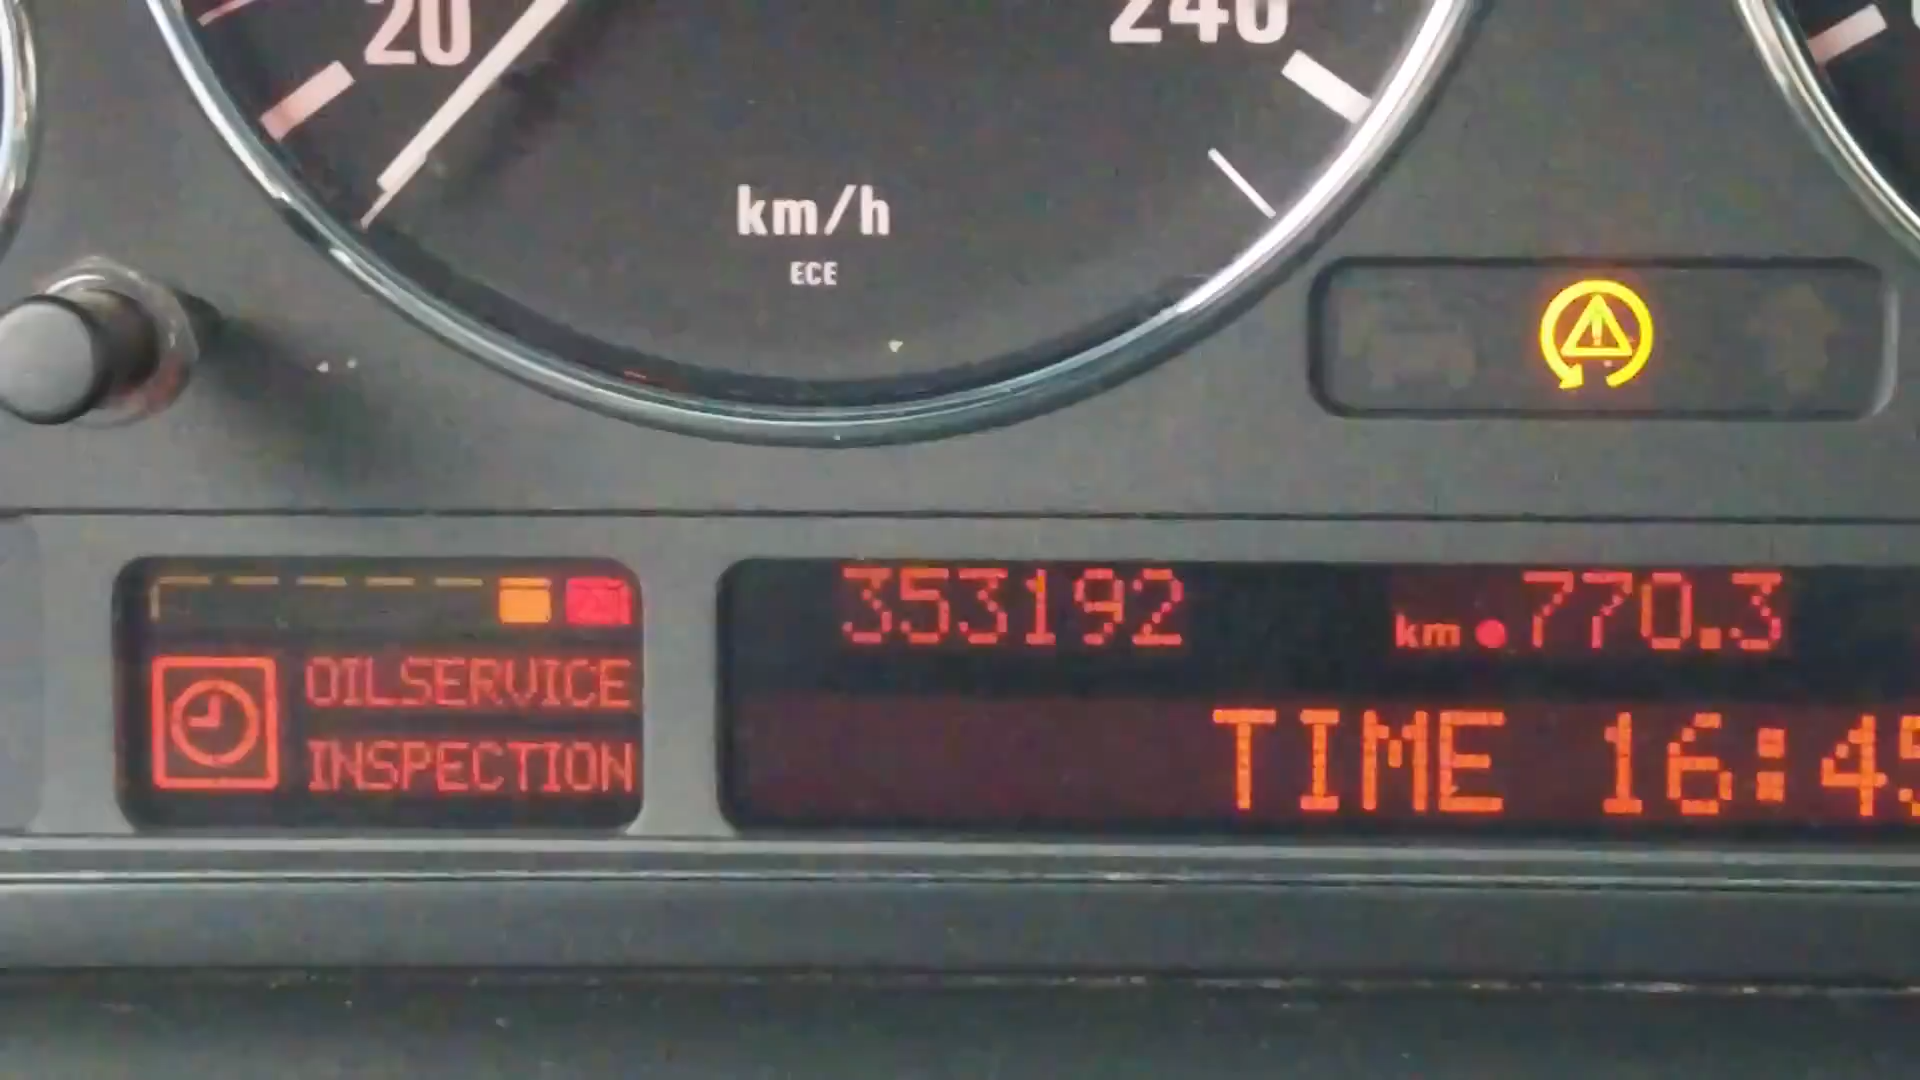 20
240
km/h
ECE
353192 km 770.3
OILSERVICE
INSPECTION
TIME 16:45